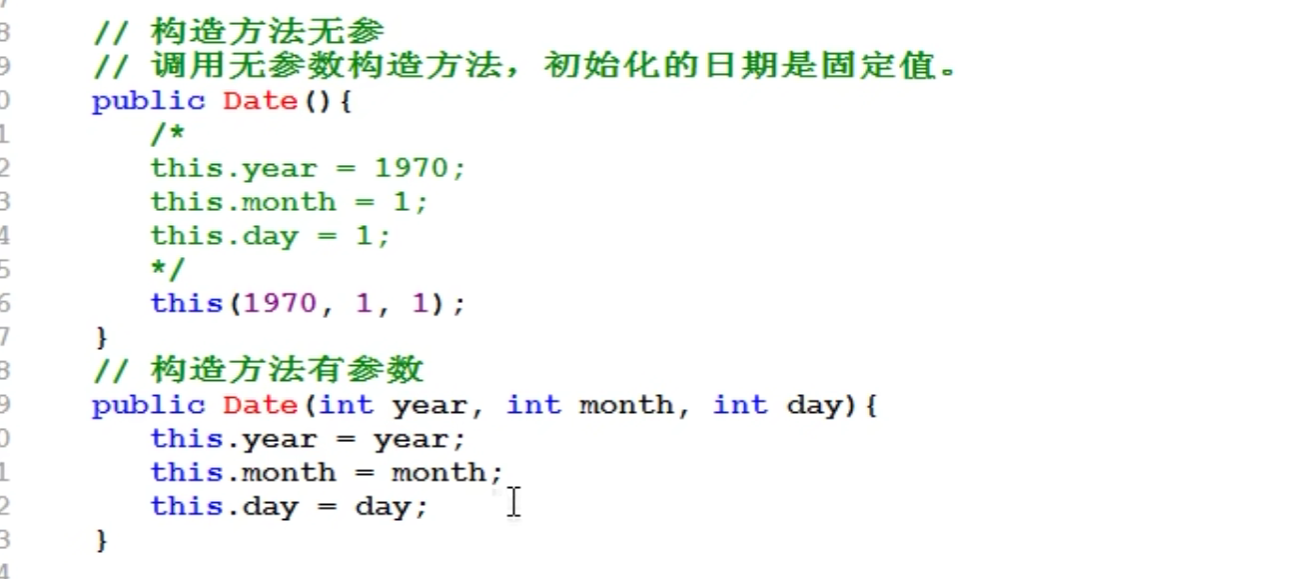 8 // 构造方法无参
9 // 调用无参数构造方法，初始化的日期是固定值。
0 public Date(){
1 /*
2 this.year = 1970;
3 this.month = 1;
4 this.day = 1;
5 */
6 this(1970, 1, 1);
7 }
8 // 构造方法有参数
9 public Date(int year, int month, int day){
0 this.year = year;
1 this.month = month;
2 this.day = day;
3 }
4